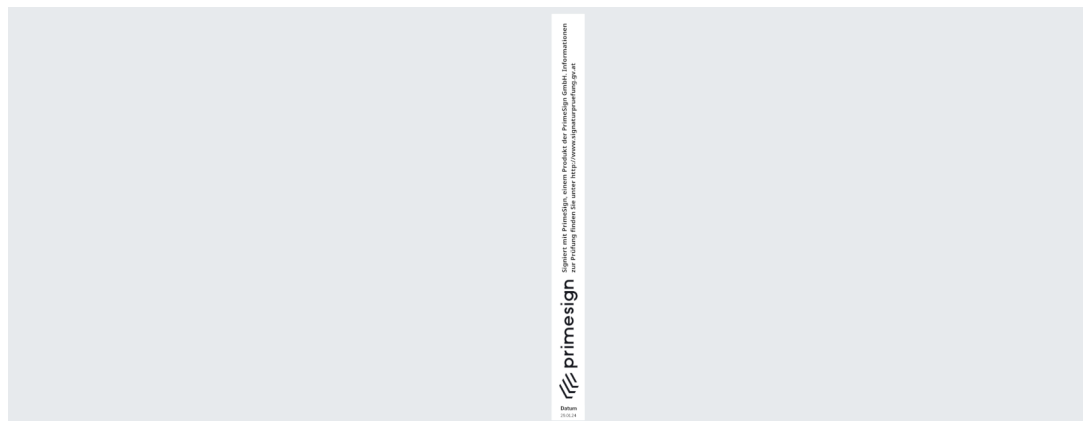 Signiert mit PrimeSign, einem Produkt der PrimeSign GmbH. Informationen
zur Prüfung finden Sie unter http://www.signaturpruefung.gv.at
primesign
Datum